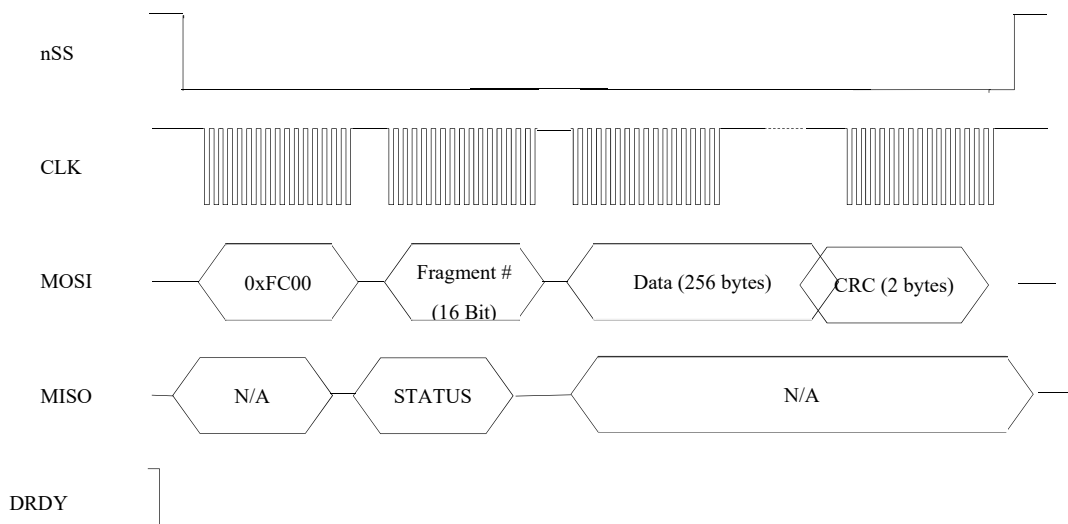 nSS
CLK
MOSI
0xFC00
Fragment #
(16 Bit)
Data (256 bytes)
CRC (2 bytes)
MISO
N/A
STATUS
N/A
DRDY